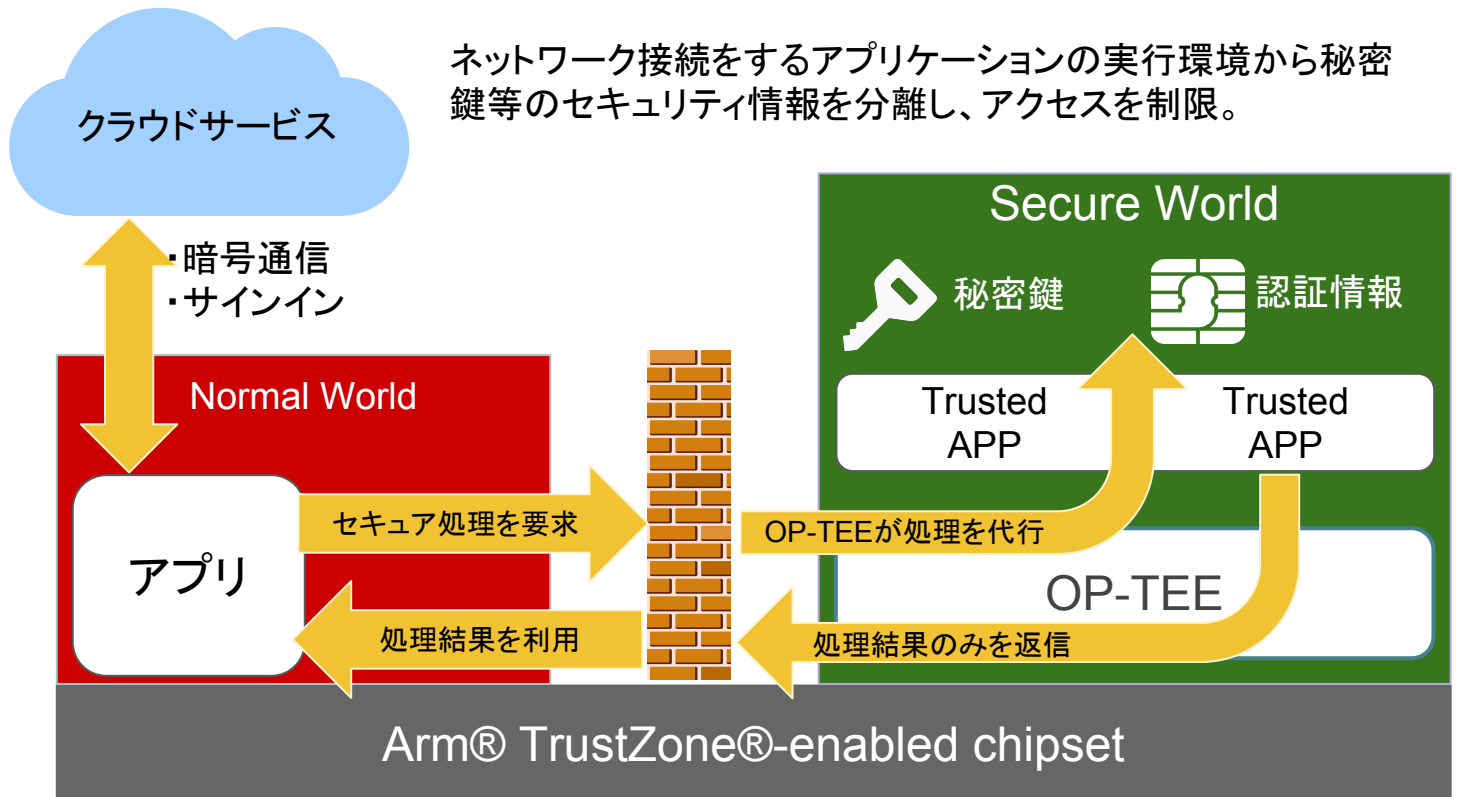 ネットワーク接続をするアプリケーションの実行環境から秘密
鍵等のセキュリティ情報を分離し、アクセスを制限。
クラウドサービス
・暗号通信
・サインイン
Secure World
秘密鍵
認証情報
Normal World
Trusted
APP
Trusted
APP
セキュア処理を要求
OP-TEEが処理を代行
アプリ
OP-TEE
処理結果を利用
処理結果のみを返信
Arm® TrustZone®-enabled chipset